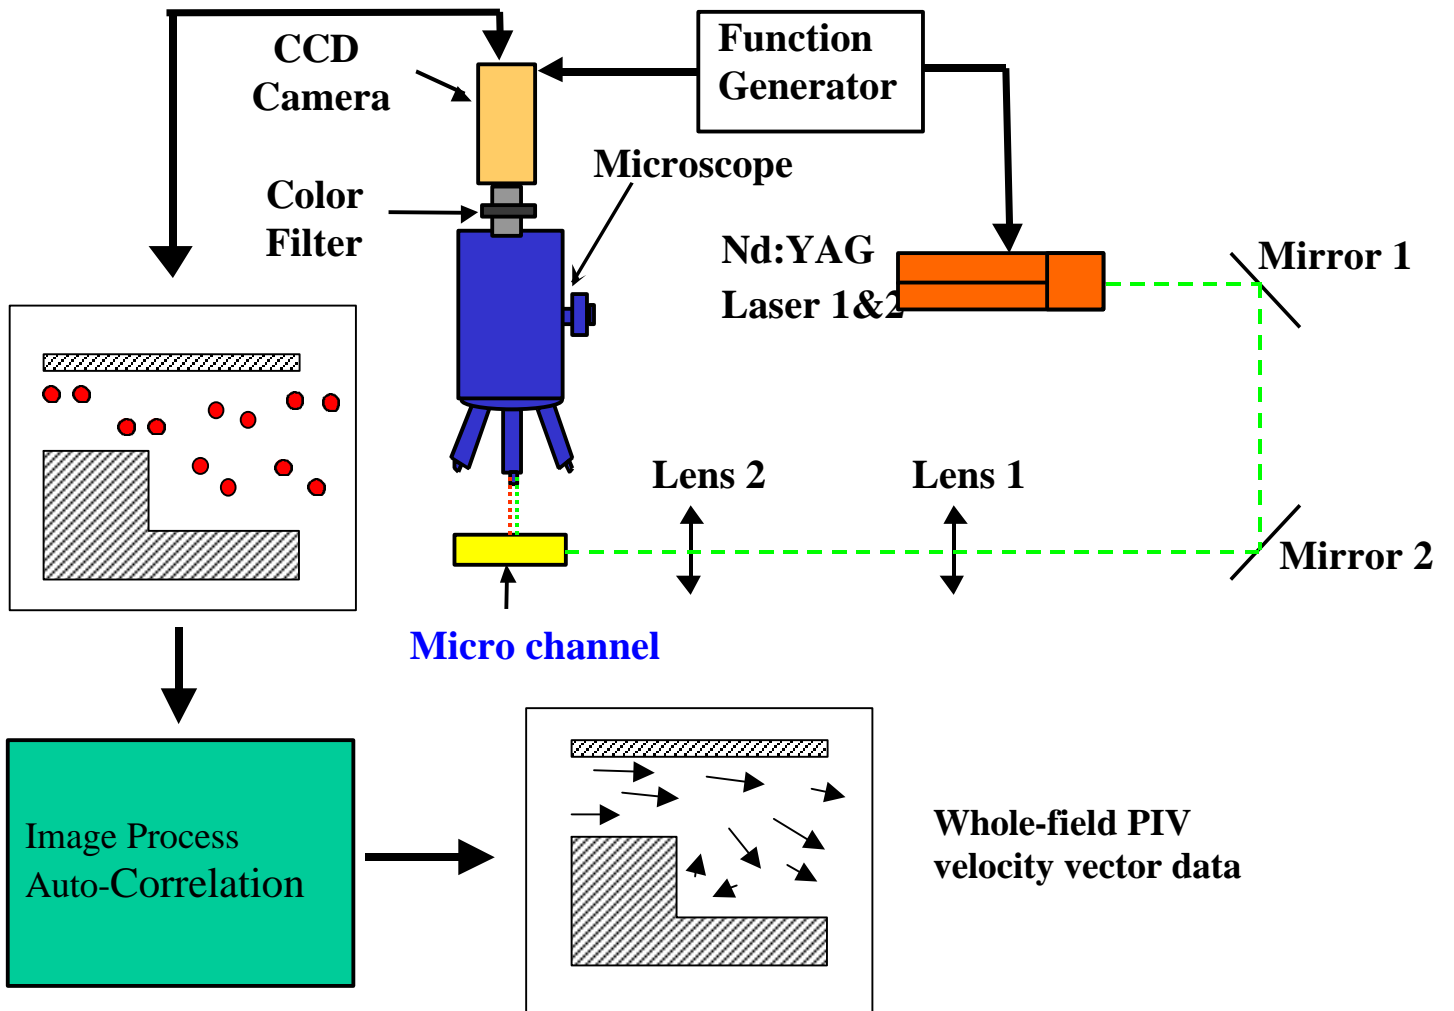 CCD
Camera
Function
Generator
Microscope
Color
Filter
Nd:YAG
Laser 1&2
Mirror 1
Lens 2
Lens 1
Mirror 2
Micro channel
Image Process
Auto-Correlation
Whole-field PIV
velocity vector data